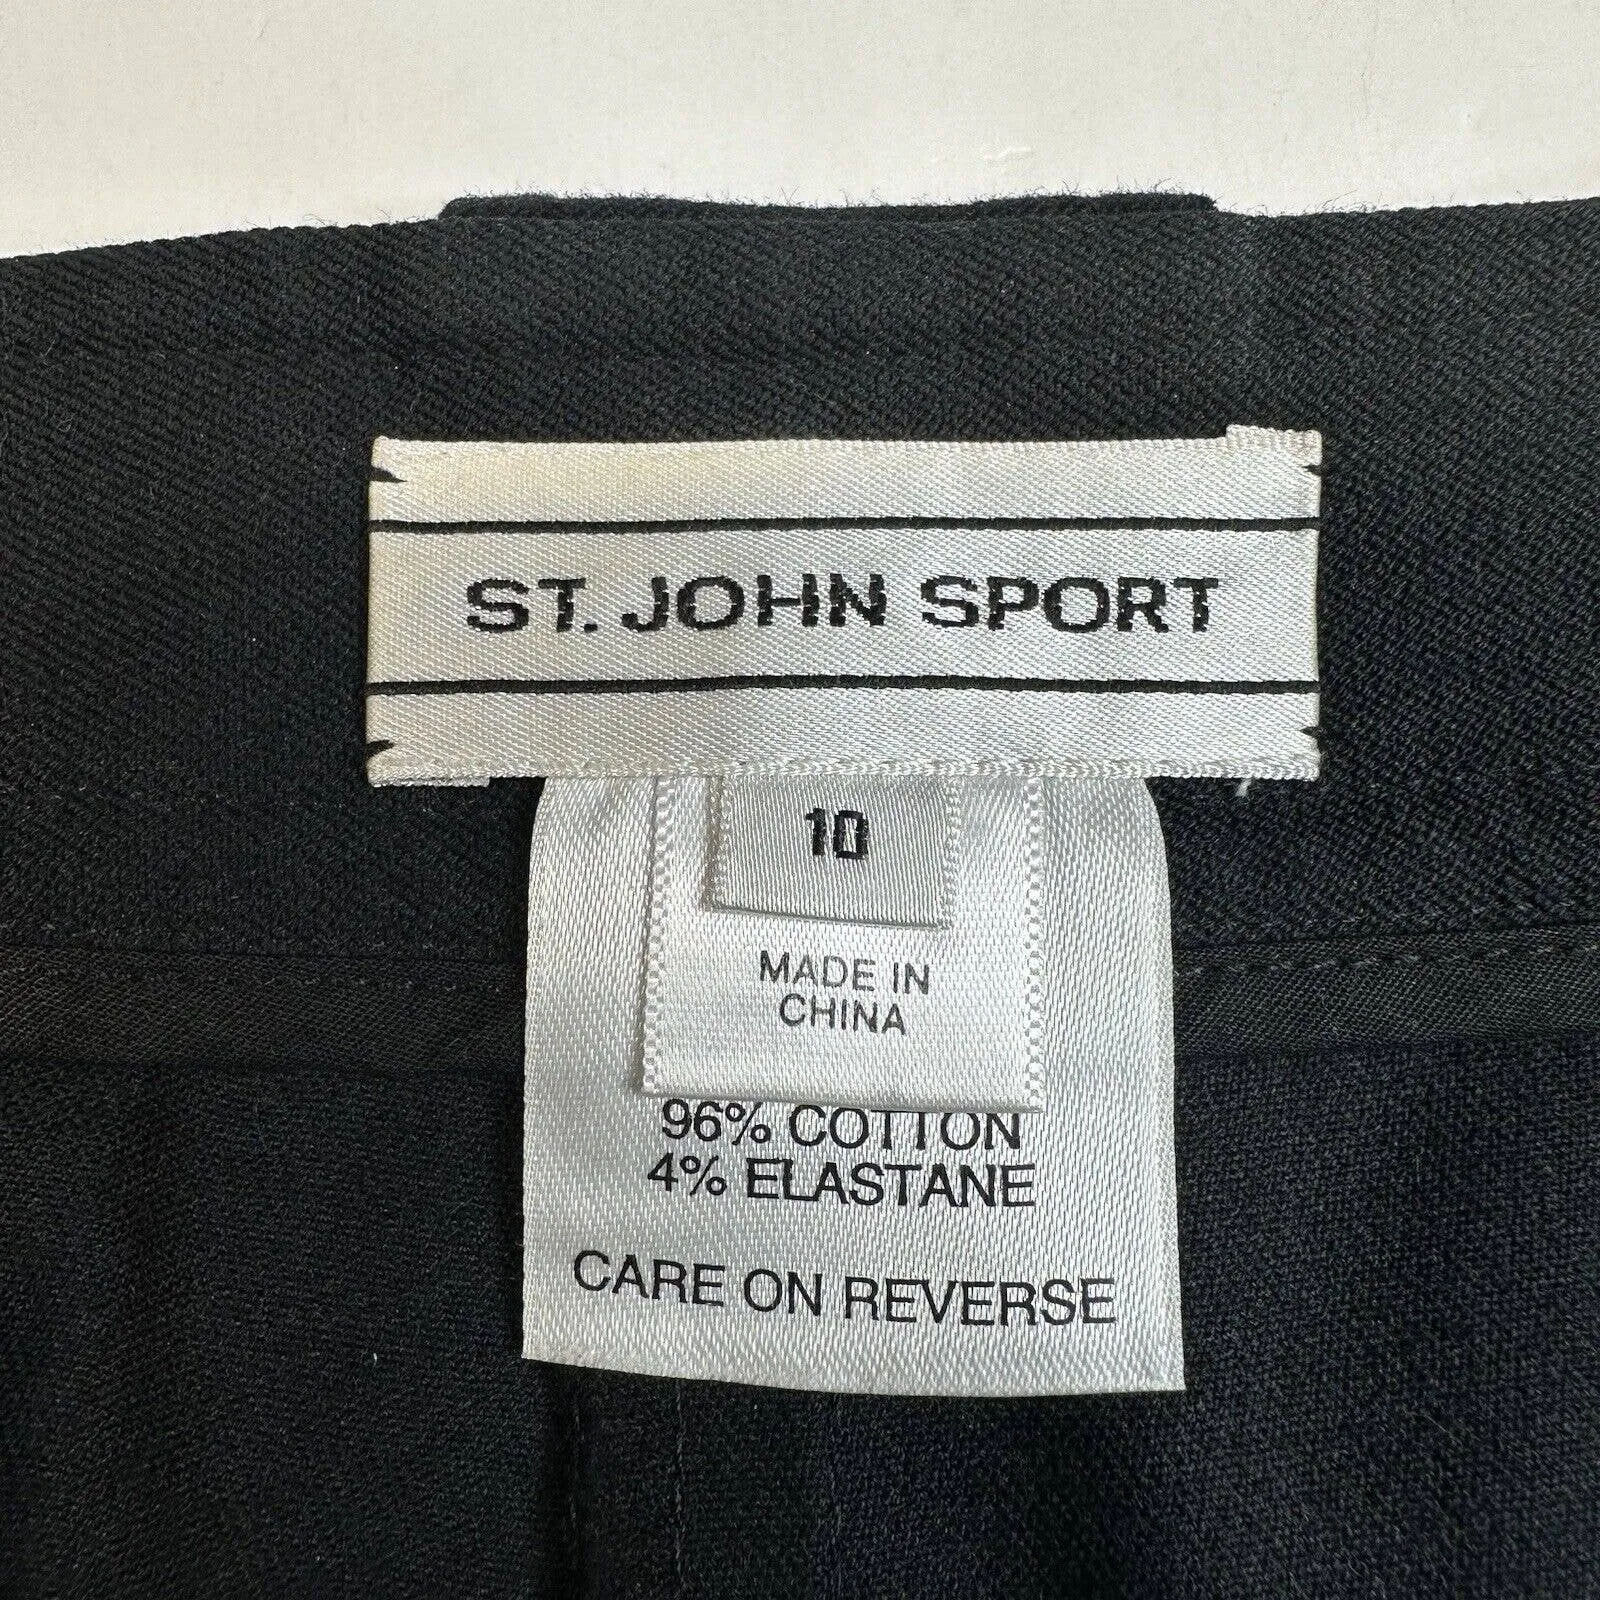 ST. JOHN SPORT
10
MADE IN
CHINA
96% COTTON
4% ELASTANE
CARE ON REVERSE